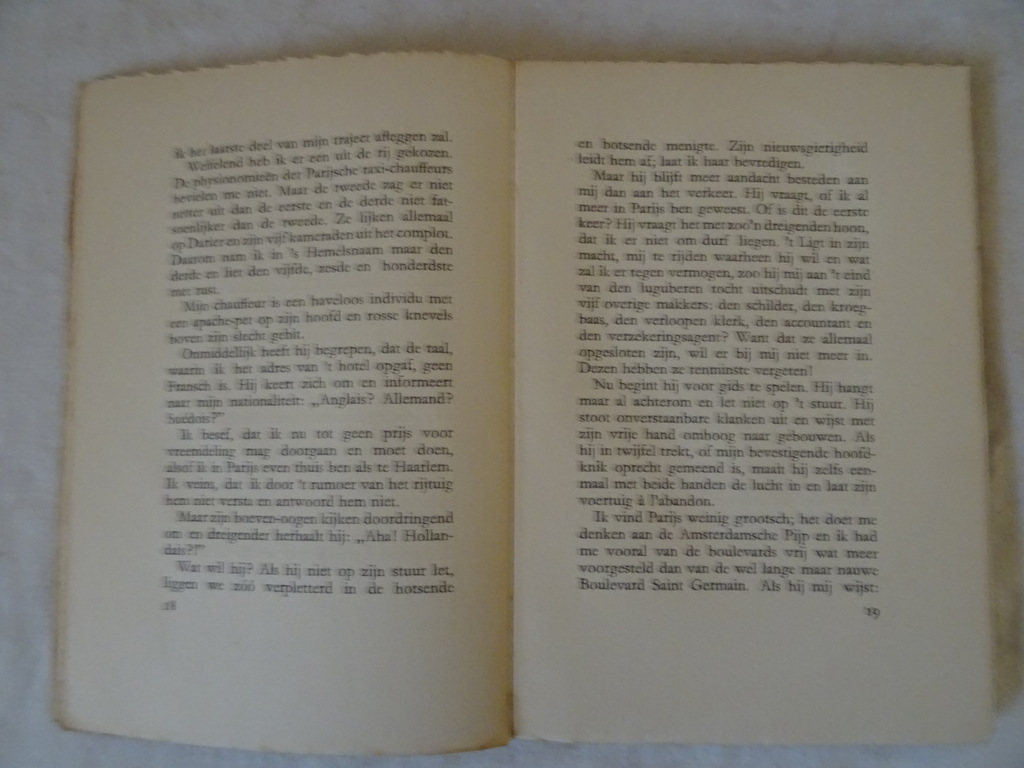 ik het laatste deel van mijn traject afleggen zal.
Weifelend heb ik er een uit de rij gekozen.
De physionomieën der Parijsche taxi-chauffeurs
bevielen me niet. Maar de tweede zag er niet
netter uit dan de eerste en de derde niet fat-
soenlijker dan de tweede. Ze lijken allemaal
op Darier en zijn vijf kameraden uit het complot.
Daarom nam ik in 's Hemelsnaam maar den
derde en liet den vijfde, zesde en honderdste
met rust.
Mijn chauffeur is een haveloos individu met
een apache-pet op zijn hoofd en rosse knevels
boven zijn slecht gebit.
Onmiddellijk heeft hij begrepen, dat de taal,
waarin ik het adres van 't hotel opgaf, geen
Fransch is. Hij keert zich om en informeert
naar mijn nationaliteit: „Anglais? Allemand?
Suédois?”
Ik besef, dat ik nu tot geen prijs voor
vreemdeling mag doorgaan en moet doen,
alsof ik in Parijs even thuis ben als te Haarlem.
Ik veins, dat ik door 't rumoer van het rijtuig
hem niet versta en antwoord hem niet.
Maar zijn boeven-oogen kijken doordringend
om en dreigender herhaalt hij: „Aha! Hollan-
dais?!”
Wat wil hij? Als hij niet op zijn stuur let,
liggen we zóó verpletterd in de hotsende
18
en botsende menigte. Zijn nieuwsgierigheid
leidt hem af; laat ik haar bevredigen.
Maar hij blijft meer aandacht besteden aan
mij dan aan het verkeer. Hij vraagt, of ik al
meer in Parijs ben geweest. Of is dit de eerste
keer? Hij vraagt het met zoo'n dreigenden hoon,
dat ik er niet om durf liegen. 't Ligt in zijn
macht, mij te rijden waarheen hij wil en wat
zal ik er tegen vermogen, zoo hij mij aan 't eind
van den luguberen tocht uitschudt met zijn
vijf overige makkers: den schilder, den kroeg-
baas, den verloopen klerk, den accountant en
den verzekeringsagent? Want dat ze allemaal
opgesloten zijn, wil er bij mij niet meer in.
Dezen hebben ze tenminste vergeten!
Nu begint hij voor gids te spelen. Hij hangt
maar al achterom en let niet op 't stuur. Hij
stoot onverstaanbare klanken uit en wijst met
zijn vrije hand omhoog naar gebouwen. Als
hij in twijfel trekt, of mijn bevestigende hoofd-
knik oprecht gemeend is, maait hij zelfs een-
maal met beide handen de lucht in en laat zijn
voertuig à l'abandon.
Ik vind Parijs weinig grootsch; het doet me
denken aan de Amsterdamsche Pijp en ik had
me vooral van de boulevards vrij wat meer
voorgesteld dan van de wel lange maar nauwe
Boulevard Saint Germain. Als hij mij wijst:
19